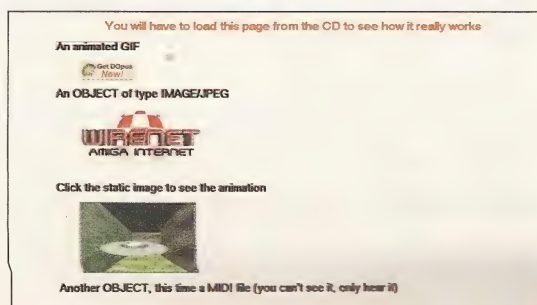 You will have to load this page from the CD to see how it really works
An animated GIF
Get DOpus
Now!
An OBJECT of type IMAGE/JPEG
WIRENET
AMIGA INTERNET
Click the static image to see the animation
Another OBJECT, this time a MIDI file (you can't see it, only hear it)